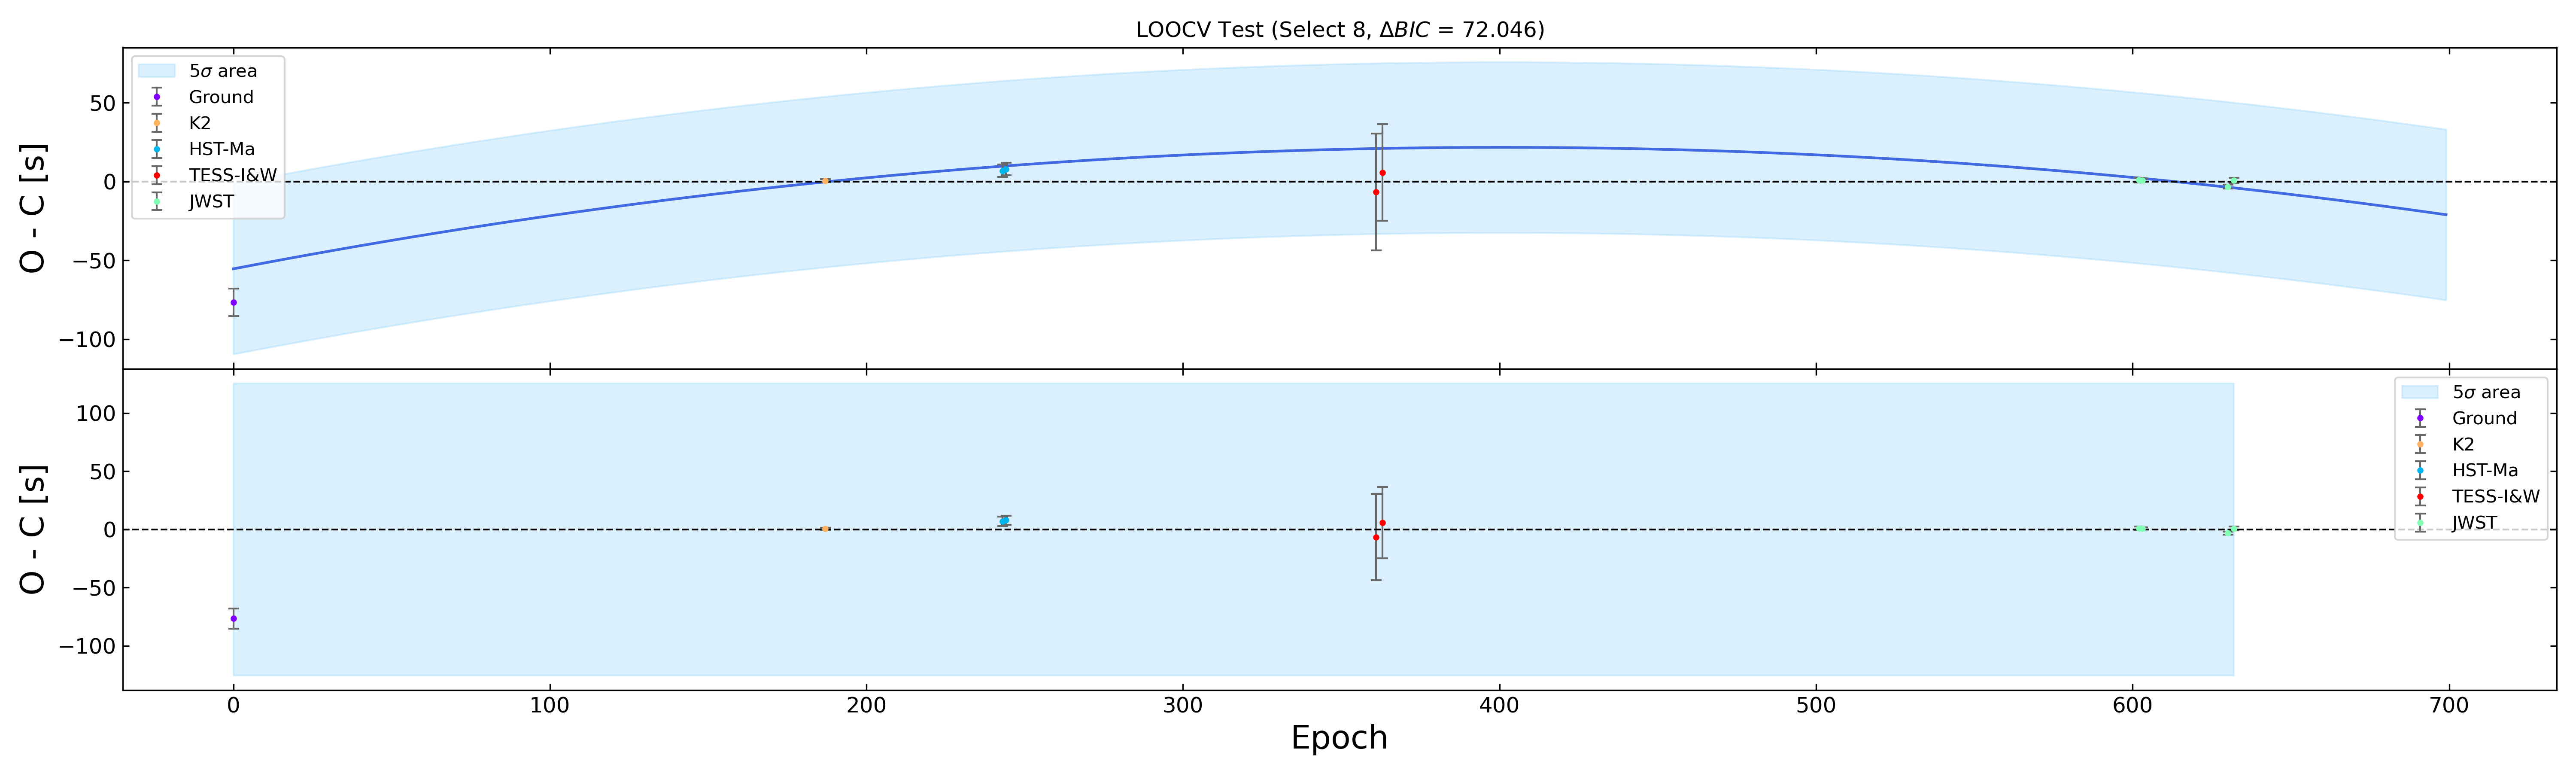 LOOCV Test (Select 8, ΔBIC = 72.046)
5σ area
Ground
K2
HST-Ma
TESS-I&W
JWST
O - C [s]
50
0
−50
−100
5σ area
Ground
K2
HST-Ma
TESS-I&W
JWST
O - C [s]
100
50
0
−50
−100
0 100 200 300 400 500 600 700
Epoch